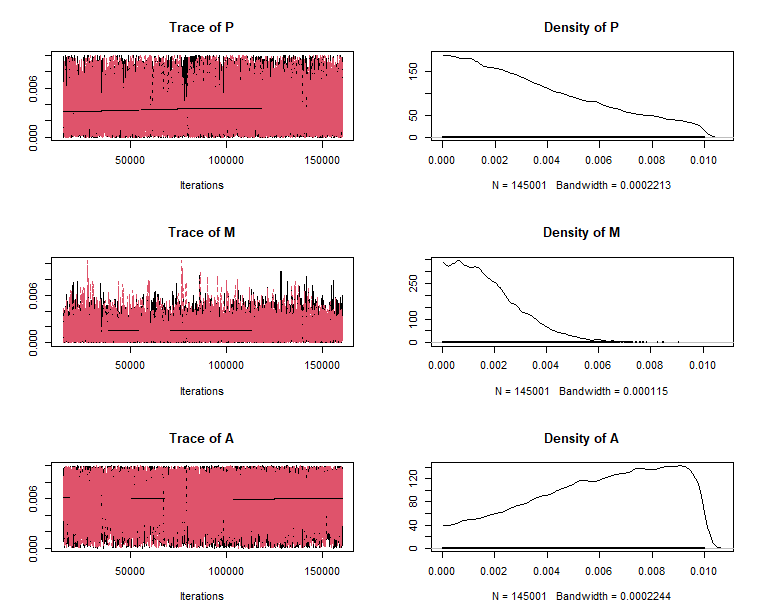 Trace of P
Density of P
0.006
0.000
50000 100000 150000
Iterations
150
50
0
0.000 0.002 0.004 0.006 0.008 0.010
N = 145001 Bandwidth = 0.0002213
Trace of M
Density of M
0.006
0.000
50000 100000 150000
Iterations
250
100
0
0.000 0.002 0.004 0.006 0.008 0.010
N = 145001 Bandwidth = 0.000115
Trace of A
Density of A
0.006
0.000
50000 100000 150000
Iterations
120
80
40
0
0.000 0.002 0.004 0.006 0.008 0.010
N = 145001 Bandwidth = 0.0002244